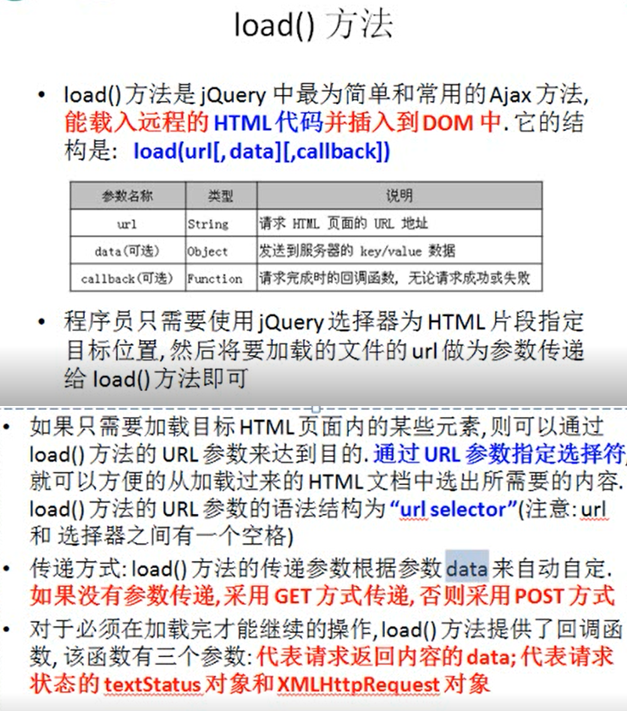 load() 方法
• load()方法是 jQuery 中最为简单和常用的Ajax 方法,
能载入远程的 HTML 代码并插入到 DOM 中. 它的结
构是: load(url[, data][,callback])
参数名称 类型 说明
url String 请求 HTML 页面的 URL 地址
data(可选) Object 发送到服务器的 key/value 数据
callback(可选) Function 请求完成时的回调函数, 无论请求成功或失败
• 程序员只需要使用 jQuery 选择器为 HTML 片段指定
目标位置, 然后将要加载的文件的 url 做为参数传递
给 load() 方法即可
• 如果只需要加载目标 HTML 页面内的某些元素, 则可以通过
load() 方法的 URL 参数来达到目的. 通过 URL 参数指定选择符,
就可以方便的从加载过来的 HTML 文档中选出所需要的内容.
load() 方法的 URL 参数的语法结构为 “url selector”(注意: url
和 选择器之间有一个空格)
• 传递方式: load() 方法的传递参数根据参数 data 来自动自定.
如果没有参数传递, 采用 GET 方式传递, 否则采用 POST 方式
• 对于必须在加载完才能继续的操作, load() 方法提供了回调函
数, 该函数有三个参数: 代表请求返回内容的 data; 代表请求
状态的 textStatus 对象和 XMLHttpRequest 对象